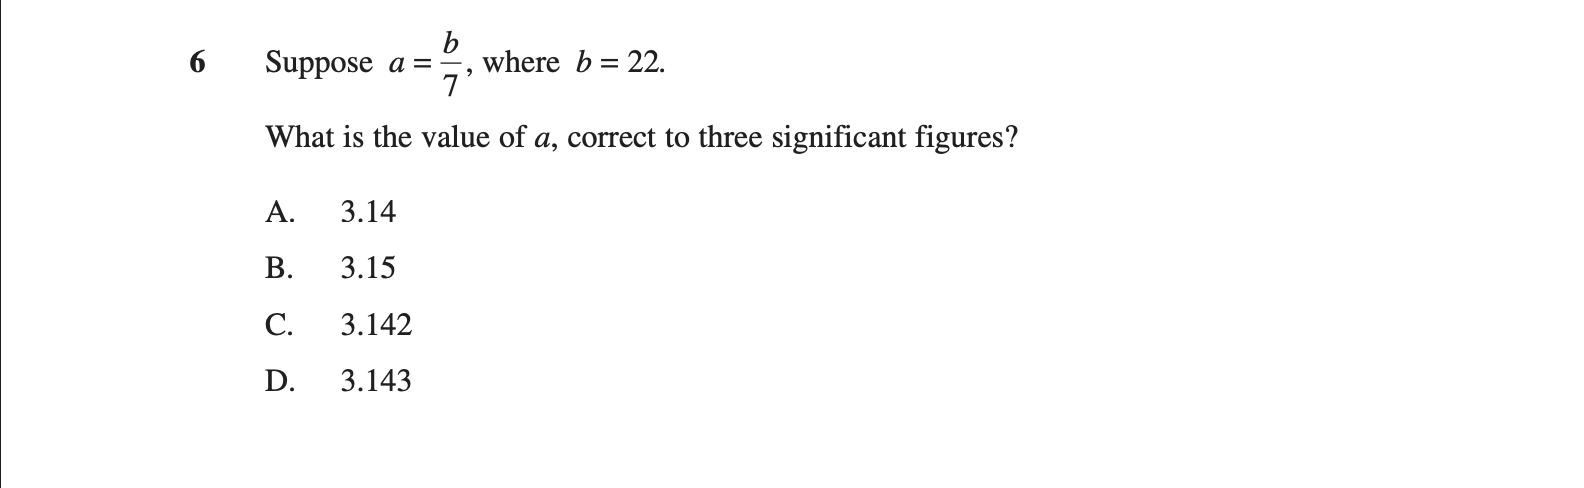 6 Suppose a = b/7, where b = 22.
What is the value of a, correct to three significant figures?
A. 3.14
B. 3.15
C. 3.142
D. 3.143